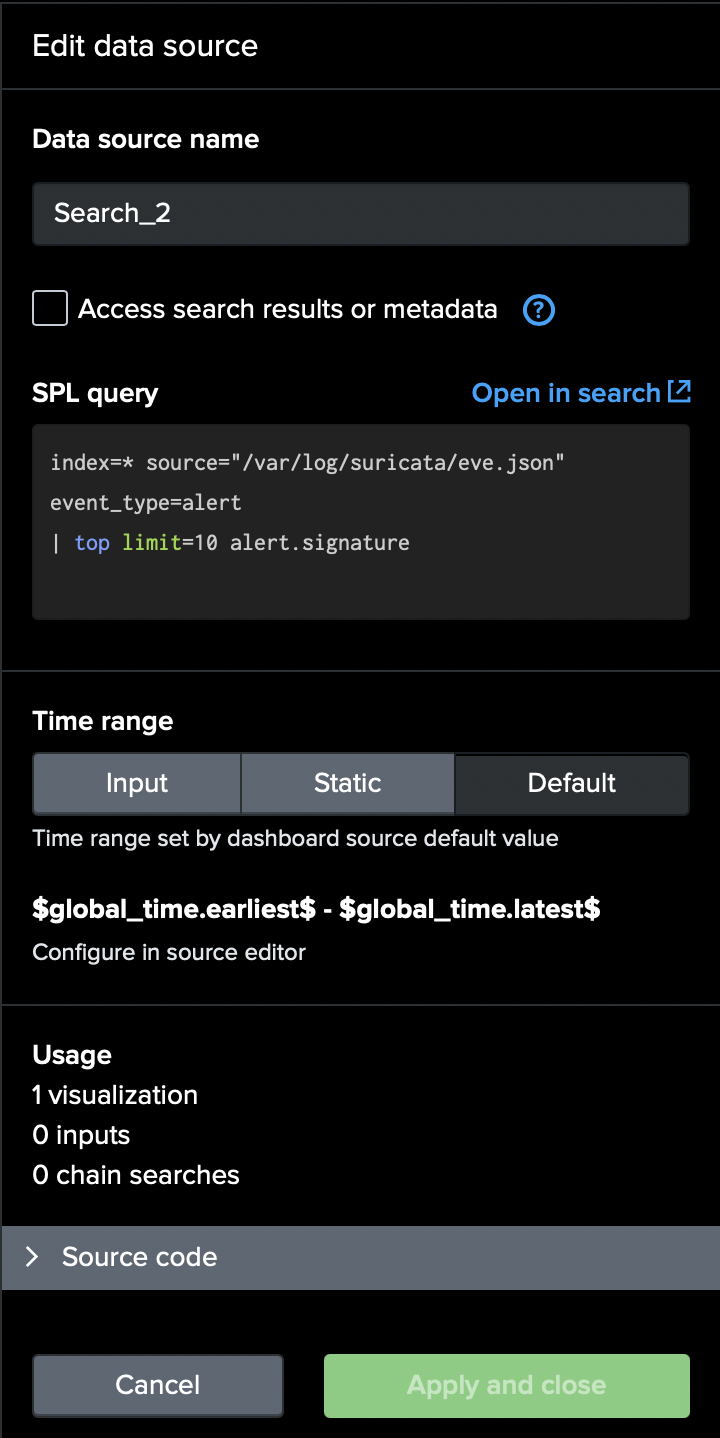 Edit data source
Data source name
Search_2
Access search results or metadata ?
SPL query Open in search
index=* source="/var/log/suricata/eve.json"
event_type=alert
| top limit=10 alert.signature
Time range
Input Static Default
Time range set by dashboard source default value
$global_time.earliest$ - $global_time.latest$
Configure in source editor
Usage
1 visualization
0 inputs
0 chain searches
Source code
Cancel Apply and close